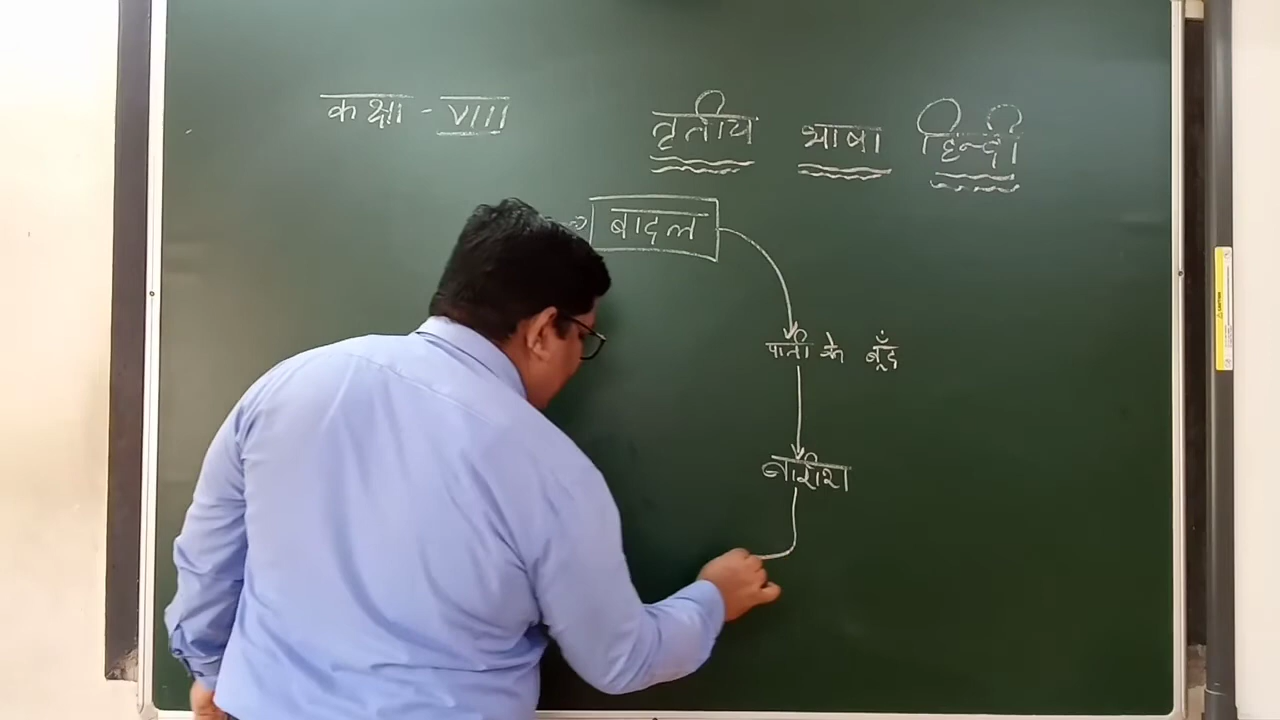 कक्षा - VIII
तृतीय भाषा हिन्दी
बादल
पानी के बूँद
बारीश